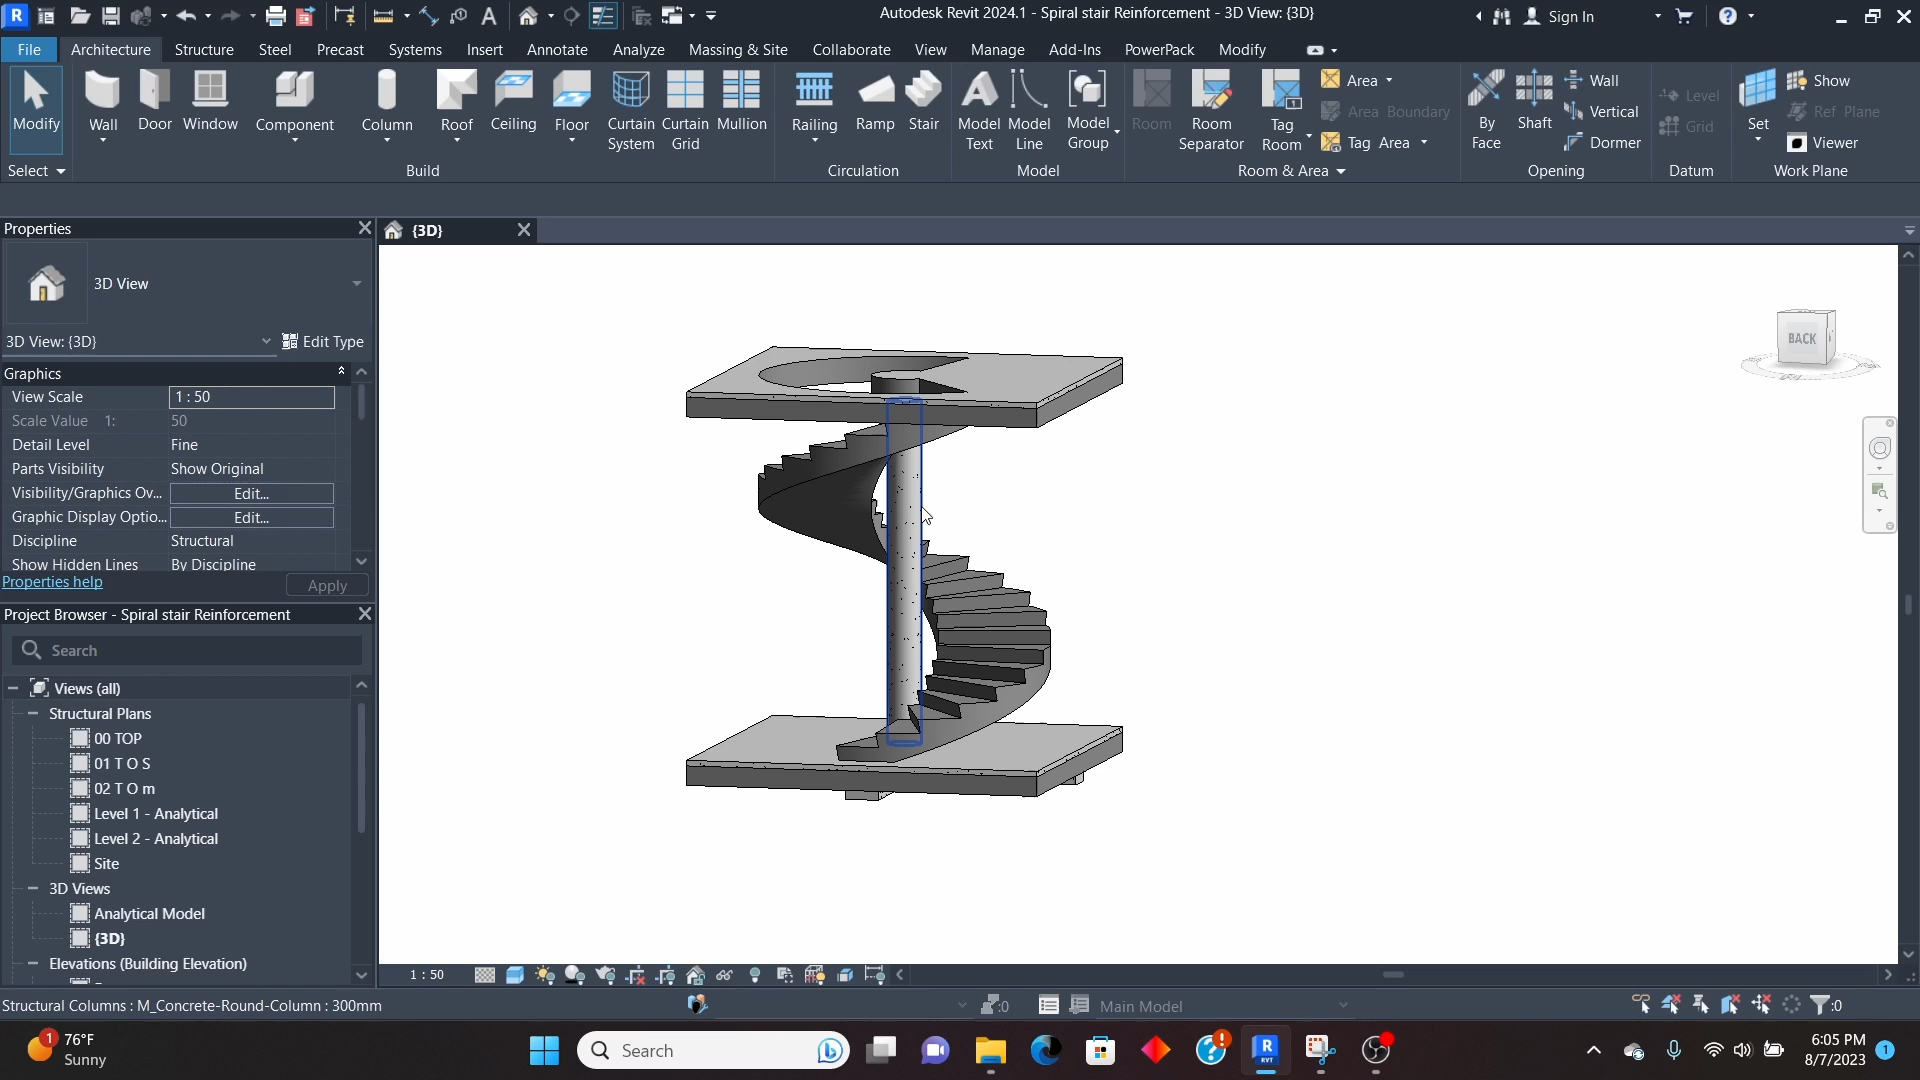 Autodesk Revit 2024.1 - Spiral stair Reinforcement - 3D View: {3D}
Sign In
File Architecture Structure Steel Precast Systems Insert Annotate Analyze Massing & Site Collaborate View Manage Add-Ins PowerPack Modify
Modify Wall Door Window Component Column Roof Ceiling Floor Curtain System Curtain Grid Mullion Railing Ramp Stair Model Text Model Line Model Group Room Room Separator Tag Room
Area
Area Boundary
Tag Area
By Face Shaft
Wall
Vertical
Dormer
Level
Grid
Set
Show
Ref Plane
Viewer
Select Build Circulation Model Room & Area Opening Datum Work Plane
Properties
{3D}
3D View
3D View: {3D} Edit Type
Graphics
View Scale 1 : 50
Scale Value 1: 50
Detail Level Fine
Parts Visibility Show Original
Visibility/Graphics Ov... Edit...
Graphic Display Optio... Edit...
Discipline Structural
Show Hidden Lines By Discipline
Properties help Apply
Project Browser - Spiral stair Reinforcement
Search
Views (all)
Structural Plans
00 TOP
01 T O S
02 T O m
Level 1 - Analytical
Level 2 - Analytical
Site
3D Views
Analytical Model
{3D}
Elevations (Building Elevation)
BACK
1 : 50
Structural Columns : M_Concrete-Round-Column : 300mm
:0
Main Model
:0
1
76°F
Sunny
Search
R
RVT
6:05 PM
8/7/2023
1